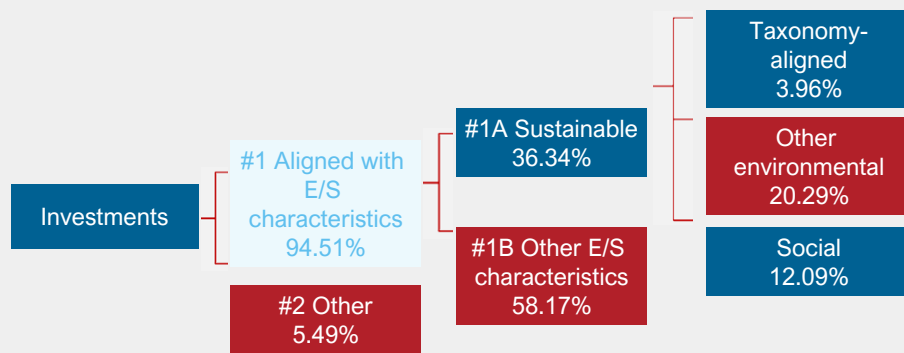 Investments
#1 Aligned with
E/S
characteristics
94.51%
#2 Other
5.49%
#1A Sustainable
36.34%
#1B Other E/S
characteristics
58.17%
Taxonomy-
aligned
3.96%
Other
environmental
20.29%
Social
12.09%